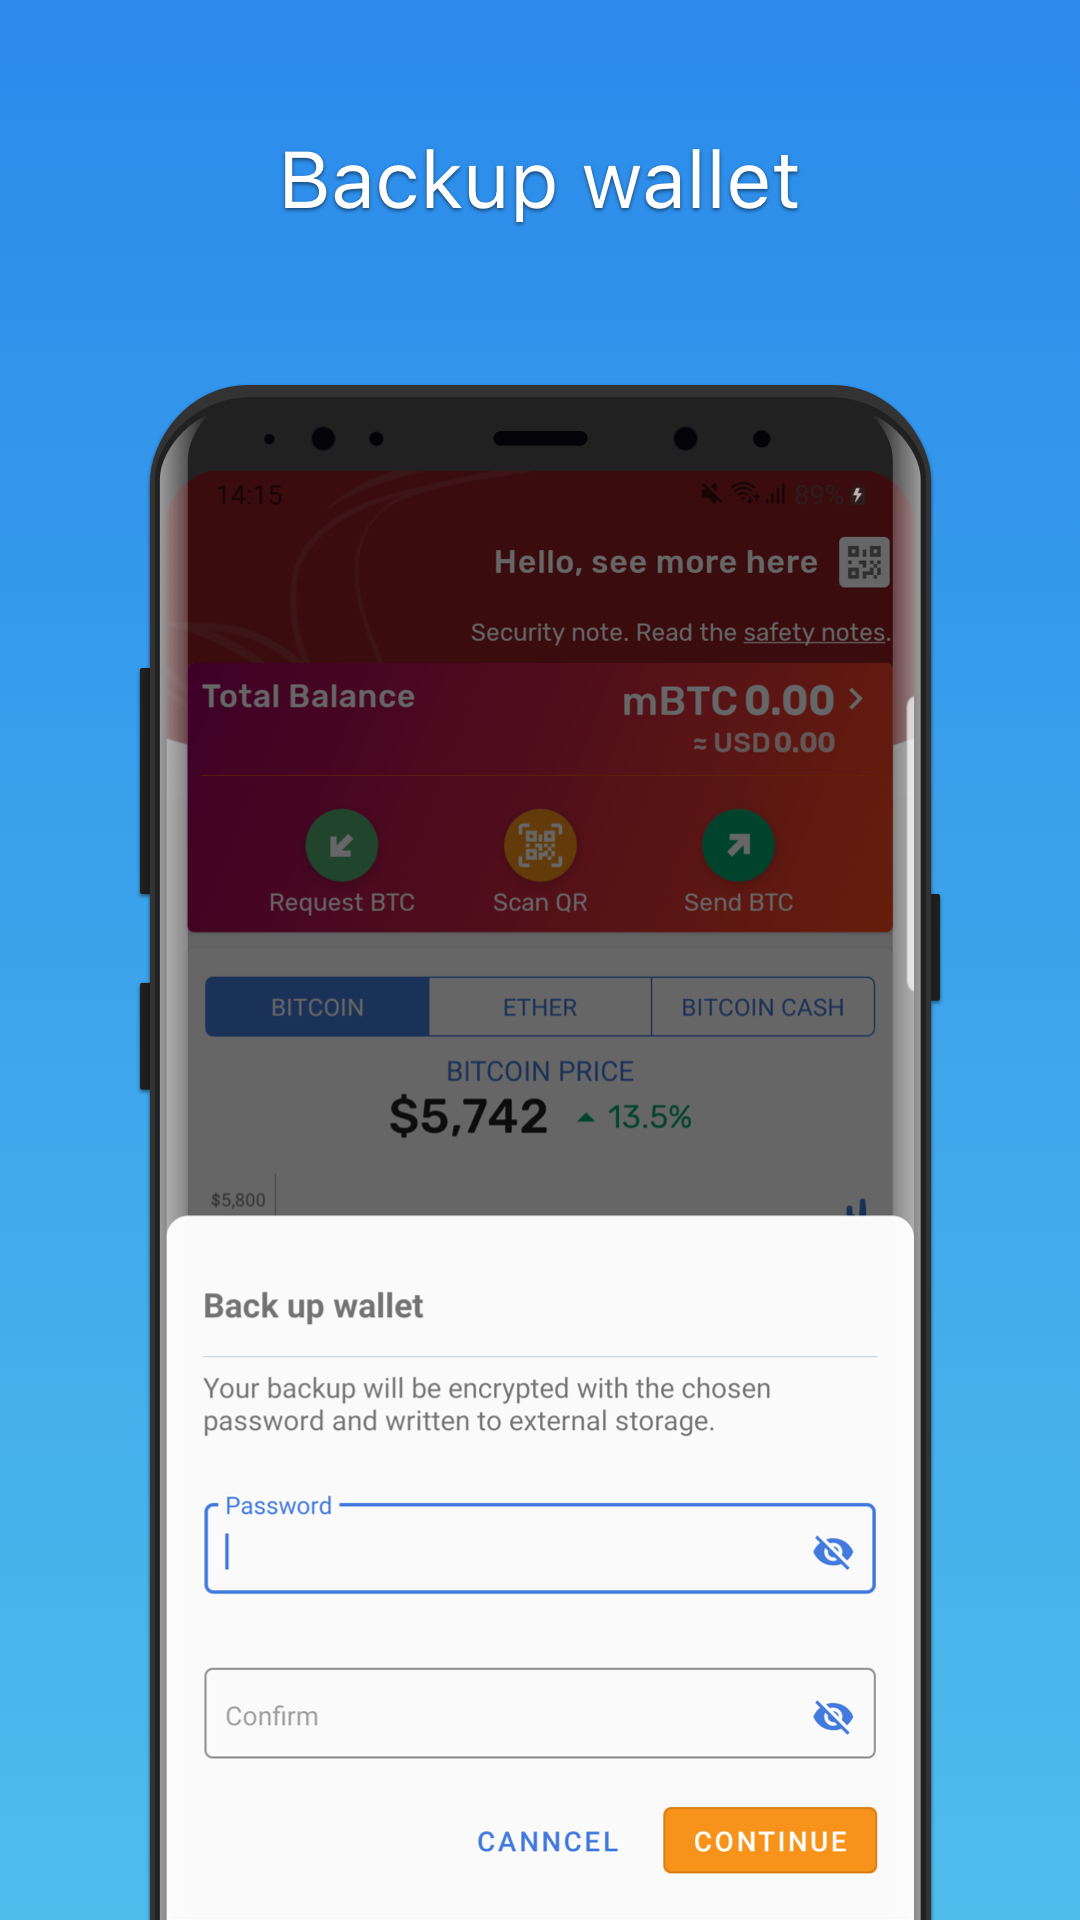 Backup wallet
14:15
89%
Hello, see more here
Security note. Read the safety notes.
Total Balance
mBTC 0.00
≈ USD 0.00
Request BTC
Scan QR
Send BTC
BITCOIN
ETHER
BITCOIN CASH
BITCOIN PRICE
$5,742
13.5%
$5,800
Back up wallet
Your backup will be encrypted with the chosen
password and written to external storage.
Password
Confirm
CANNCEL
CONTINUE